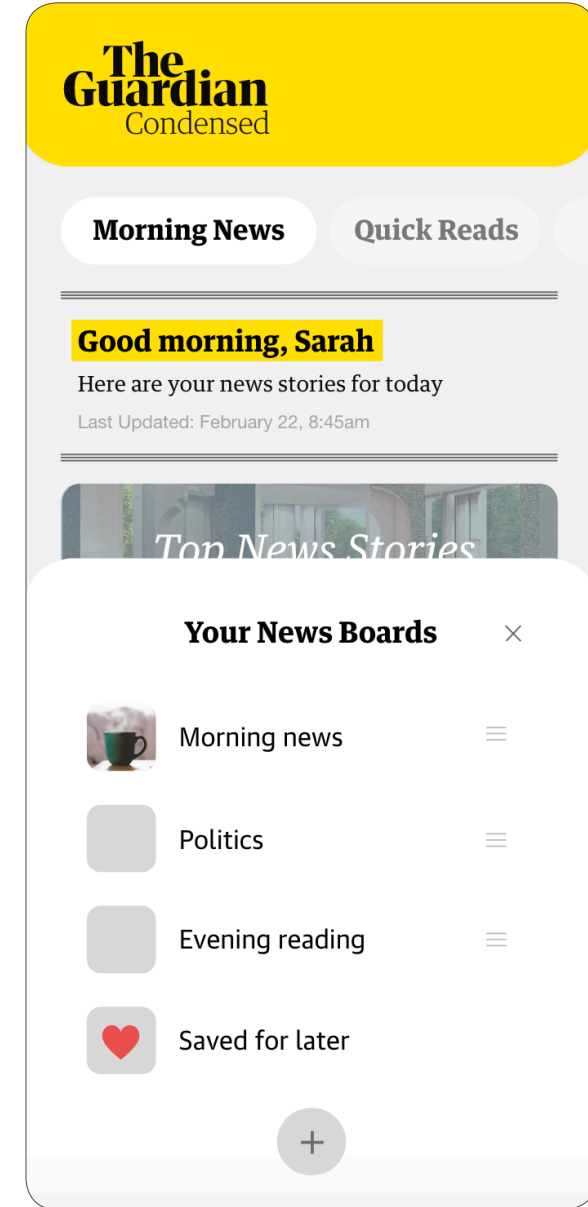 The
Guardian
Condensed
Morning News
Quick Reads
Good morning, Sarah
Here are your news stories for today
Last Updated: February 22, 8:45am
Top News Stories
Your News Boards
Morning news
Politics
Evening reading
Saved for later